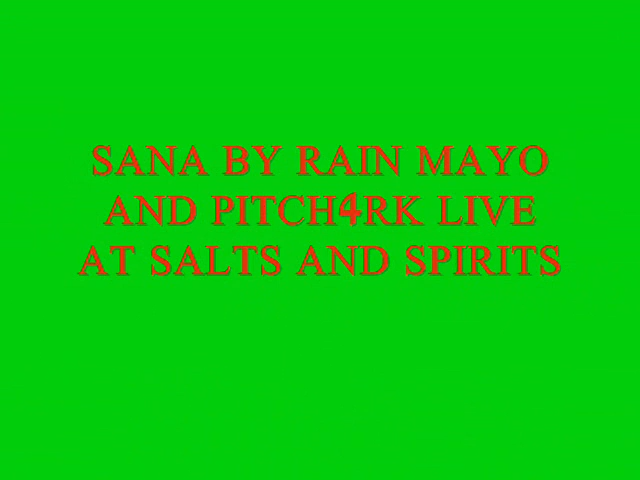 SANA BY RAIN MAYO
AND PITCH4RK LIVE
AT SALTS AND SPIRITS